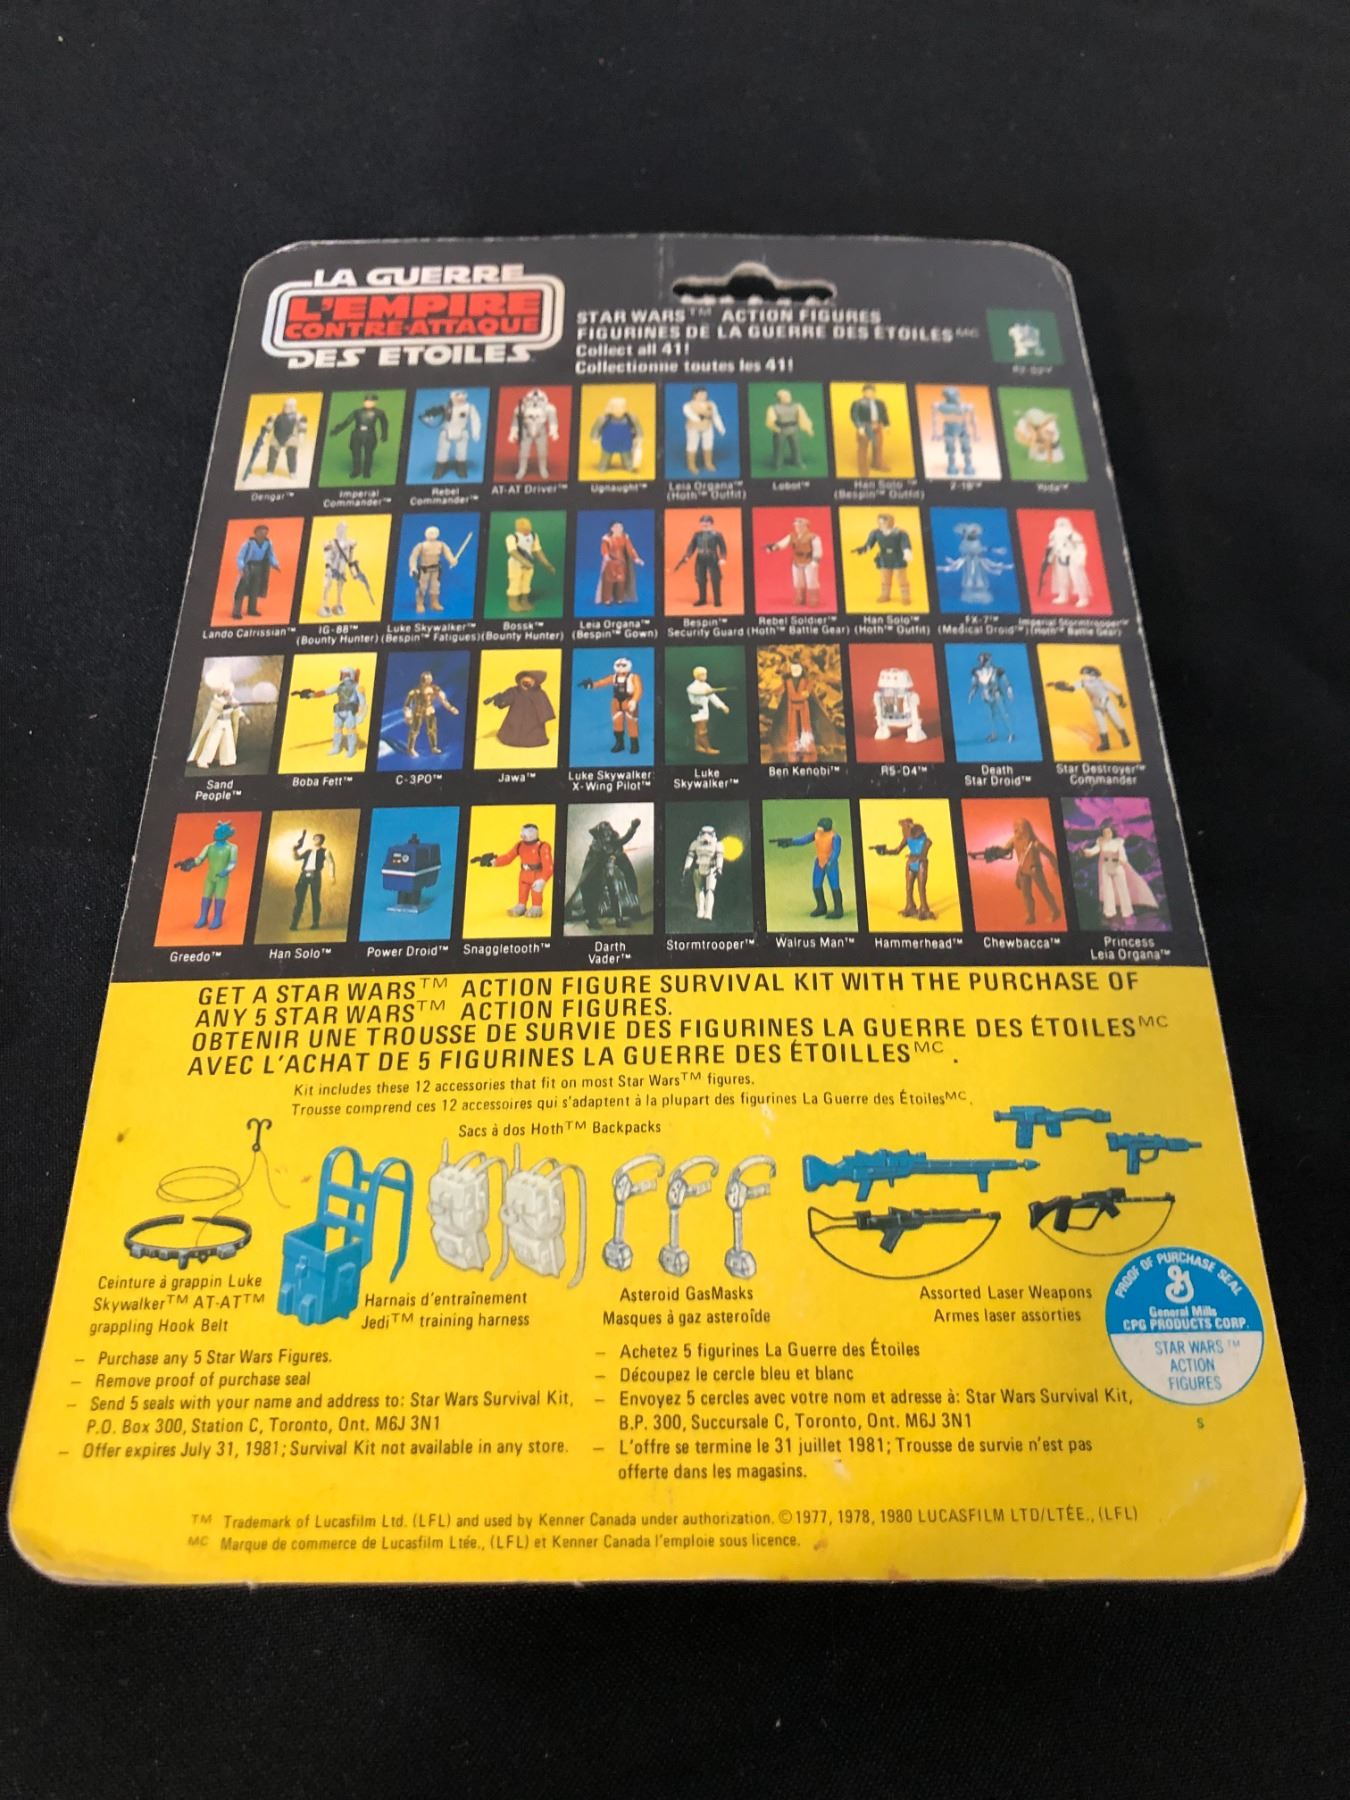 LA GUERRE
L'EMPIRE
CONTRE-ATTAQUE
DES ETOILES
STAR WARS™ ACTION FIGURES
FIGURINES DE LA GUERRE DES ÉTOILES MC
Collect all 41!
Collectionne toutes les 41!
R2-D2™
Dengar™
Imperial
Commander™
Rebel
Commander™
AT-AT Driver™
Ugnaught™
Leia Organa™
(Hoth™ Outfit)
Lobot™
Han Solo™
(Bespin™ Outfit)
2-1B™
Yoda™
Lando Calrissian™
IG-88™
(Bounty Hunter)
Luke Skywalker™
(Bespin™ Fatigues)
Bossk™
(Bounty Hunter)
Leia Organa™
(Bespin™ Gown)
Bespin™
Security Guard
Rebel Soldier™
(Hoth™ Battle Gear)
Han Solo™
(Hoth™ Outfit)
FX-7™
(Medical Droid™)
Imperial Stormtrooper™
(Hoth™ Battle Gear)
Sand
People™
Boba Fett™
C-3PO™
Jawa™
Luke Skywalker
X-Wing Pilot™
Luke
Skywalker™
Ben Kenobi™
R5-D4™
Death
Star Droid™
Star Destroyer™
Commander
Greedo™
Han Solo™
Power Droid™
Snaggletooth™
Darth
Vader™
Stormtrooper™
Walrus Man™
Hammerhead™
Chewbacca™
Princess
Leia Organa™
GET A STAR WARS™ ACTION FIGURE SURVIVAL KIT WITH THE PURCHASE OF
ANY 5 STAR WARS™ ACTION FIGURES.
OBTENIR UNE TROUSSE DE SURVIE DES FIGURINES LA GUERRE DES ÉTOILES MC
AVEC L'ACHAT DE 5 FIGURINES LA GUERRE DES ÉTOILLES MC.
Kit includes these 12 accessories that fit on most Star Wars™ figures.
Trousse comprend ces 12 accessoires qui s'adaptent à la plupart des figurines La Guerre des Étoiles MC.
Sacs à dos Hoth™ Backpacks
Ceinture à grappin Luke
Skywalker™ AT-AT™
grappling Hook Belt
Harnais d'entraînement
Jedi™ training harness
Asteroid GasMasks
Masques à gaz asteroïde
Assorted Laser Weapons
Armes laser assorties
PROOF OF PURCHASE SEAL
General Mills
CPG PRODUCTS CORP.
STAR WARS™
ACTION
FIGURES
S
– Purchase any 5 Star Wars Figures.
– Remove proof of purchase seal
– Send 5 seals with your name and address to: Star Wars Survival Kit,
P.O. Box 300, Station C, Toronto, Ont. M6J 3N1
– Offer expires July 31, 1981; Survival Kit not available in any store.
– Achetez 5 figurines La Guerre des Étoiles
– Découpez le cercle bleu et blanc
– Envoyez 5 cercles avec votre nom et adresse à: Star Wars Survival Kit,
B.P. 300, Succursale C, Toronto, Ont. M6J 3N1
– L'offre se termine le 31 juillet 1981; Trousse de survie n'est pas
offerte dans les magasins.
TM Trademark of Lucasfilm Ltd. (LFL) and used by Kenner Canada under authorization. © 1977, 1978, 1980 LUCASFILM LTD/LTÉE., (LFL)
MC Marque de commerce de Lucasfilm Ltée., (LFL) et Kenner Canada l'emploie sous licence.